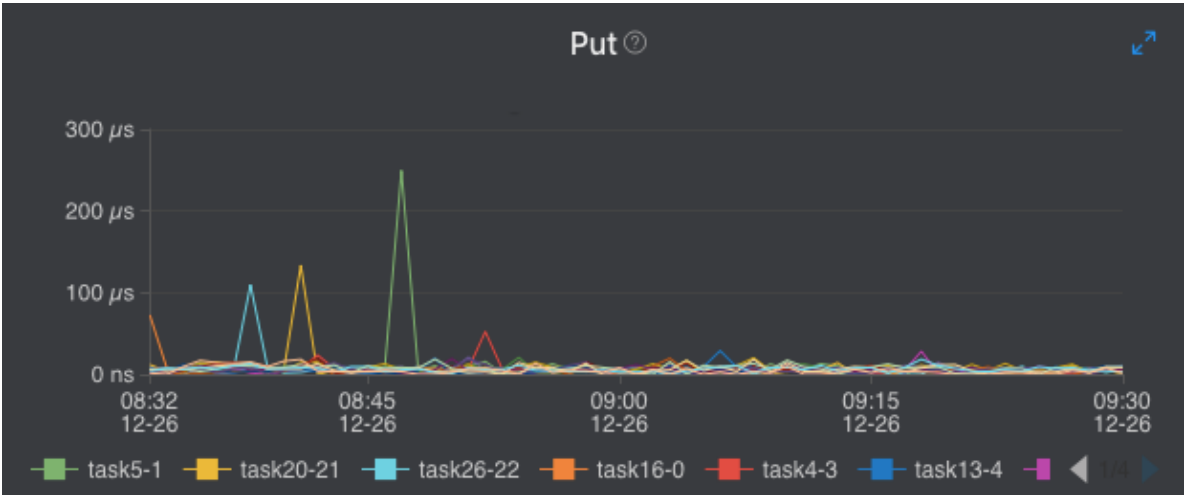 Put ?
300 µs
200 µs
100 µs
0 ns
08:32 08:45 09:00 09:15 09:30
12-26 12-26 12-26 12-26 12-26
task5-1 task20-21 task26-22 task16-0 task4-3 task13-4 1/4